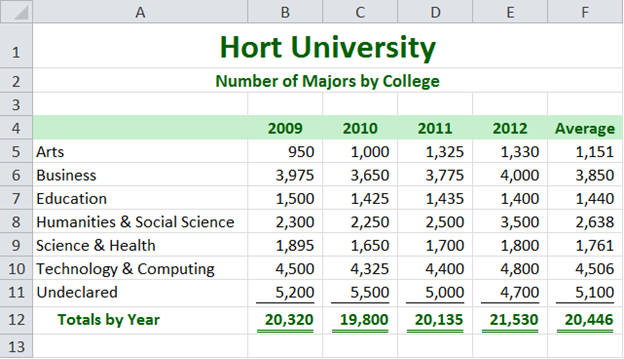 A B C D E F
1 Hort University
2 Number of Majors by College
3
4 2009 2010 2011 2012 Average
5 Arts 950 1,000 1,325 1,330 1,151
6 Business 3,975 3,650 3,775 4,000 3,850
7 Education 1,500 1,425 1,435 1,400 1,440
8 Humanities & Social Science 2,300 2,250 2,500 3,500 2,638
9 Science & Health 1,895 1,650 1,700 1,800 1,761
10 Technology & Computing 4,500 4,325 4,400 4,800 4,506
11 Undeclared 5,200 5,500 5,000 4,700 5,100
12 Totals by Year 20,320 19,800 20,135 21,530 20,446
13